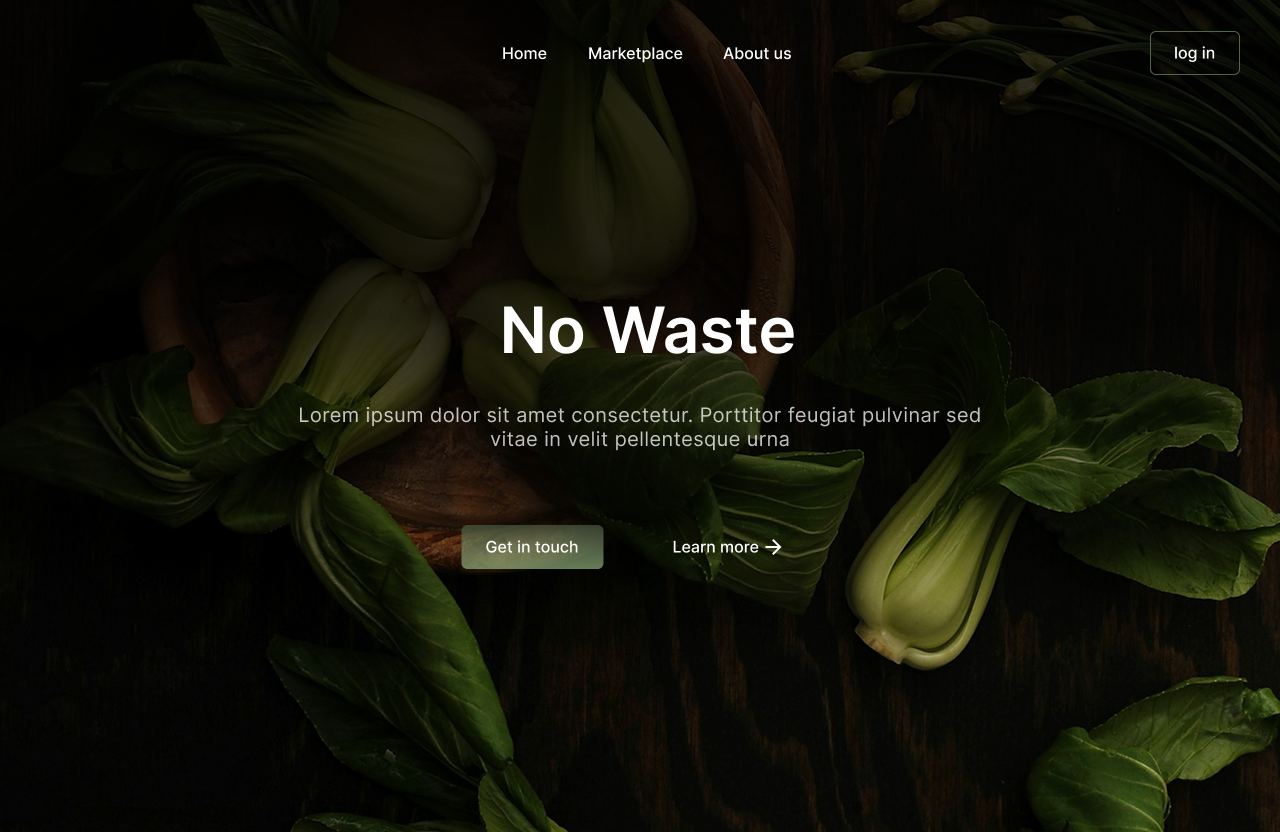 Home Marketplace About us log in
No Waste
Lorem ipsum dolor sit amet consectetur. Porttitor feugiat pulvinar sed
vitae in velit pellentesque urna
Get in touch Learn more →